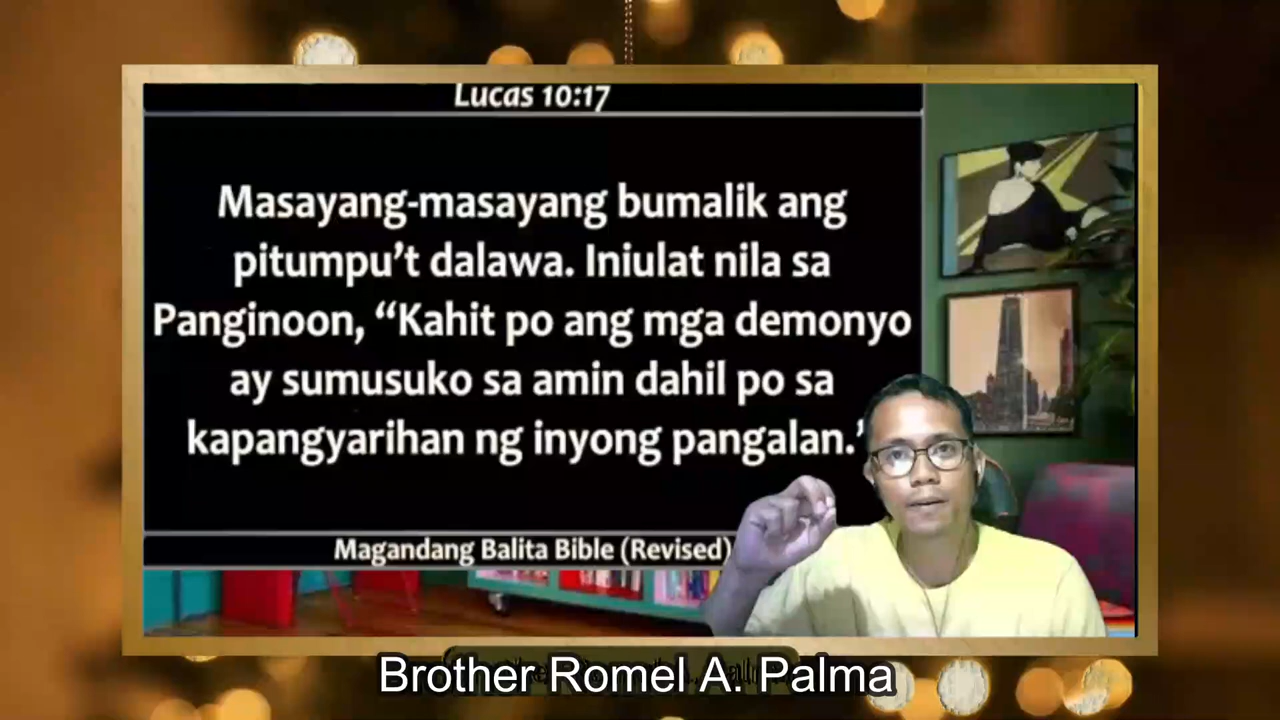 Lucas 10:17
Masayang-masayang bumalik ang
pitumpu’t dalawa. Iniulat nila sa
Panginoon, “Kahit po ang mga demonyo
ay sumusuko sa amin dahil po sa
kapangyarihan ng inyong pangalan.’
Magandang Balita Bible (Revised)
Brother Romel A. Palma